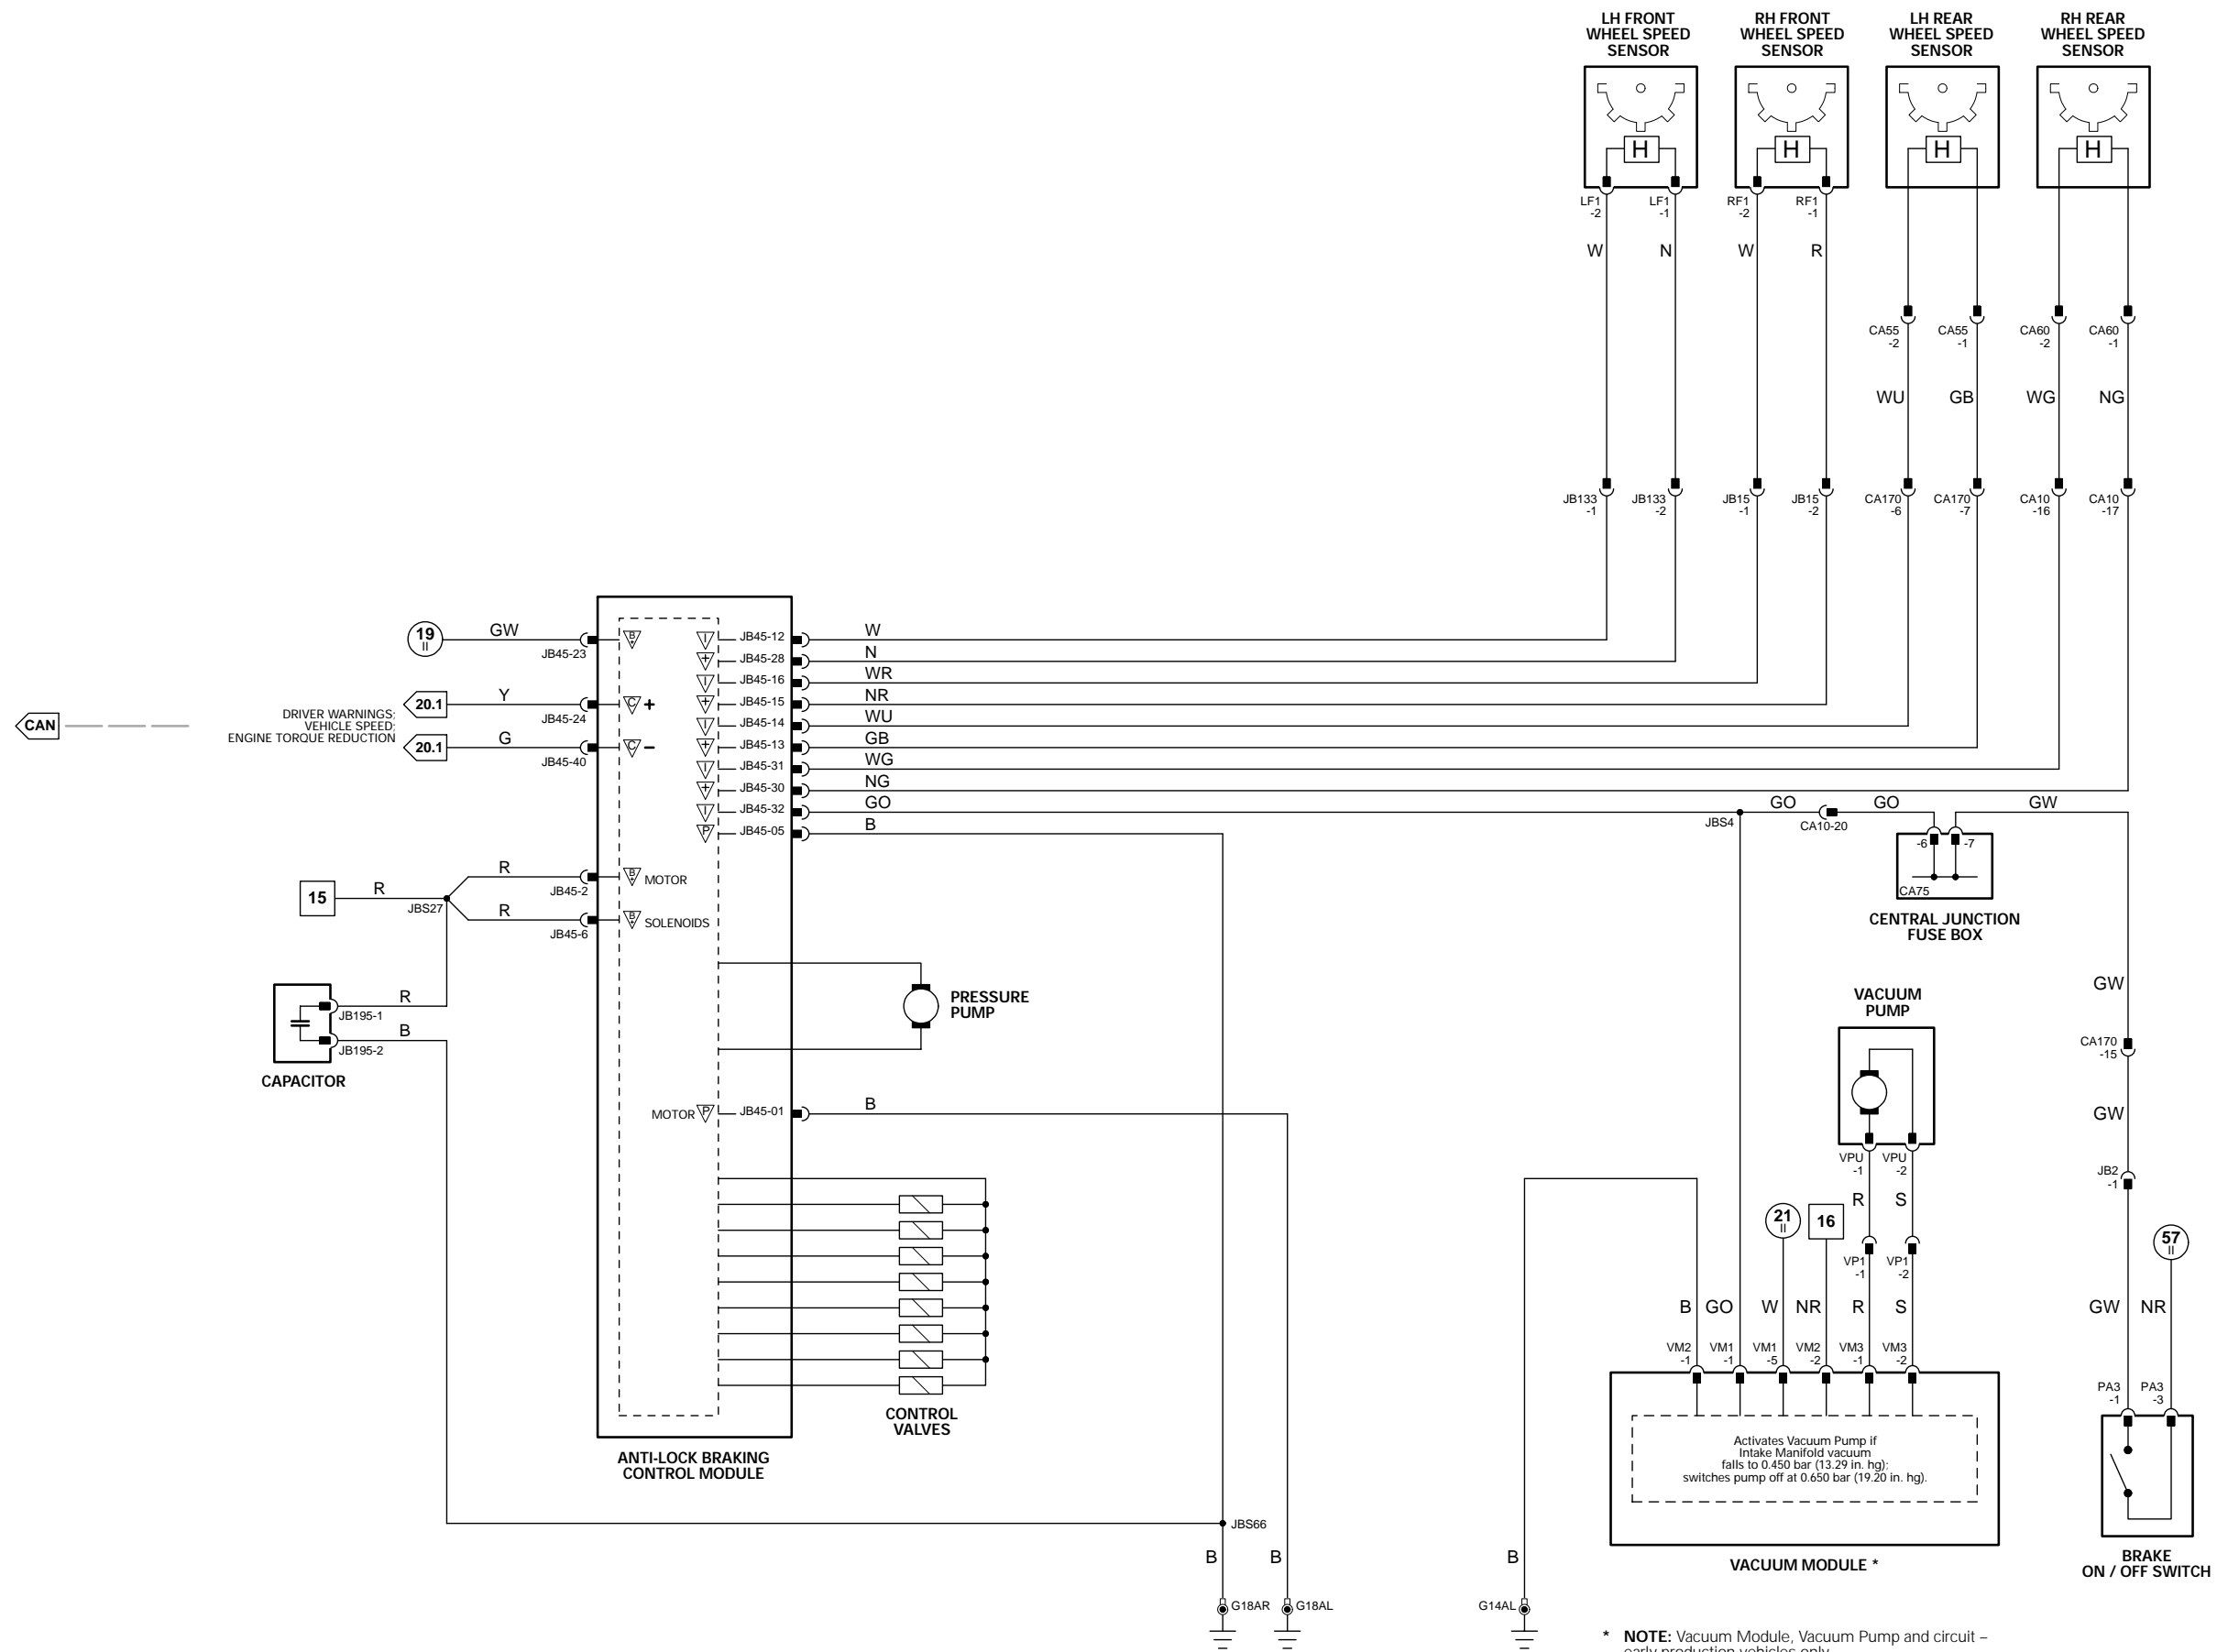 LH FRONT
WHEEL SPEED
SENSOR
RH FRONT
WHEEL SPEED
SENSOR
LH REAR
WHEEL SPEED
SENSOR
RH REAR
WHEEL SPEED
SENSOR
H
H
H
H
LF1
-2
LF1
-1
RF1
-2
RF1
-1
W
N
W
R
CA55
-2
CA55
-1
CA60
-2
CA60
-1
WU
GB
WG
NG
JB133
-1
JB133
-2
JB15
-1
JB15
-2
CA170
-6
CA170
-7
CA10
-16
CA10
-17
19
II
GW
JB45-23
B
+
I
JB45-12
W
+
JB45-28
N
I
JB45-16
WR
20.1
Y
JB45-24
C
+
+
JB45-15
NR
CAN
DRIVER WARNINGS;
VEHICLE SPEED;
ENGINE TORQUE REDUCTION
I
JB45-14
WU
20.1
G
JB45-40
C
–
+
JB45-13
GB
I
JB45-31
WG
+
JB45-30
NG
I
JB45-32
GO
P
JB45-05
B
JBS4
GO
CA10-20
GO
GW
-6
-7
CA75
CENTRAL JUNCTION
FUSE BOX
15
R
JBS27
R
JB45-2
B
+
MOTOR
R
JB45-6
B
+
SOLENOIDS
R
JB195-1
B
JB195-2
CAPACITOR
PRESSURE
PUMP
VACUUM
PUMP
GW
CA170
-15
GW
JB2
-1
MOTOR
P
JB45-01
B
VPU
-1
VPU
-2
R
S
21
II
16
57
II
VP1
-1
VP1
-2
B
GO
W
NR
R
S
GW
NR
VM2
-1
VM1
-1
VM1
-5
VM2
-2
VM3
-1
VM3
-2
PA3
-1
PA3
-3
CONTROL
VALVES
ANTI-LOCK BRAKING
CONTROL MODULE
Activates Vacuum Pump if
Intake Manifold vacuum
falls to 0.450 bar (13.29 in. hg);
switches pump off at 0.650 bar (19.20 in. hg).
VACUUM MODULE *
BRAKE
ON / OFF SWITCH
JBS66
B
B
B
G18AR
G18AL
G14AL
* NOTE: Vacuum Module, Vacuum Pump and circuit –
early production vehicles only.